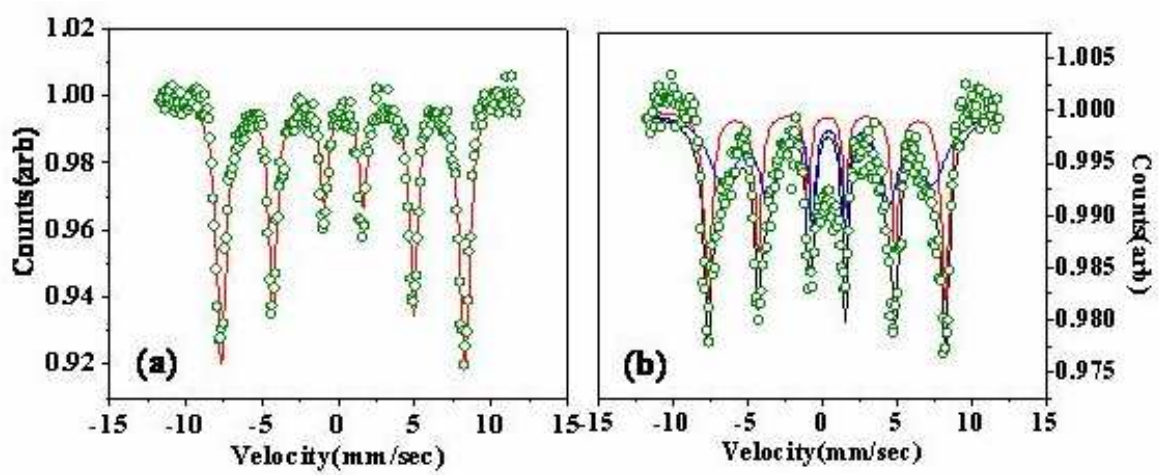 1.02
1.00
0.98
0.96
0.94
0.92
Counts(arb)
(a)
-15 -10 -5 0 5 10 15
Velocity(mm/sec)
1.005
1.000
0.995
0.990
0.985
0.980
0.975
Counts(arb)
(b)
-15 -10 -5 0 5 10 15
Velocity(mm/sec)